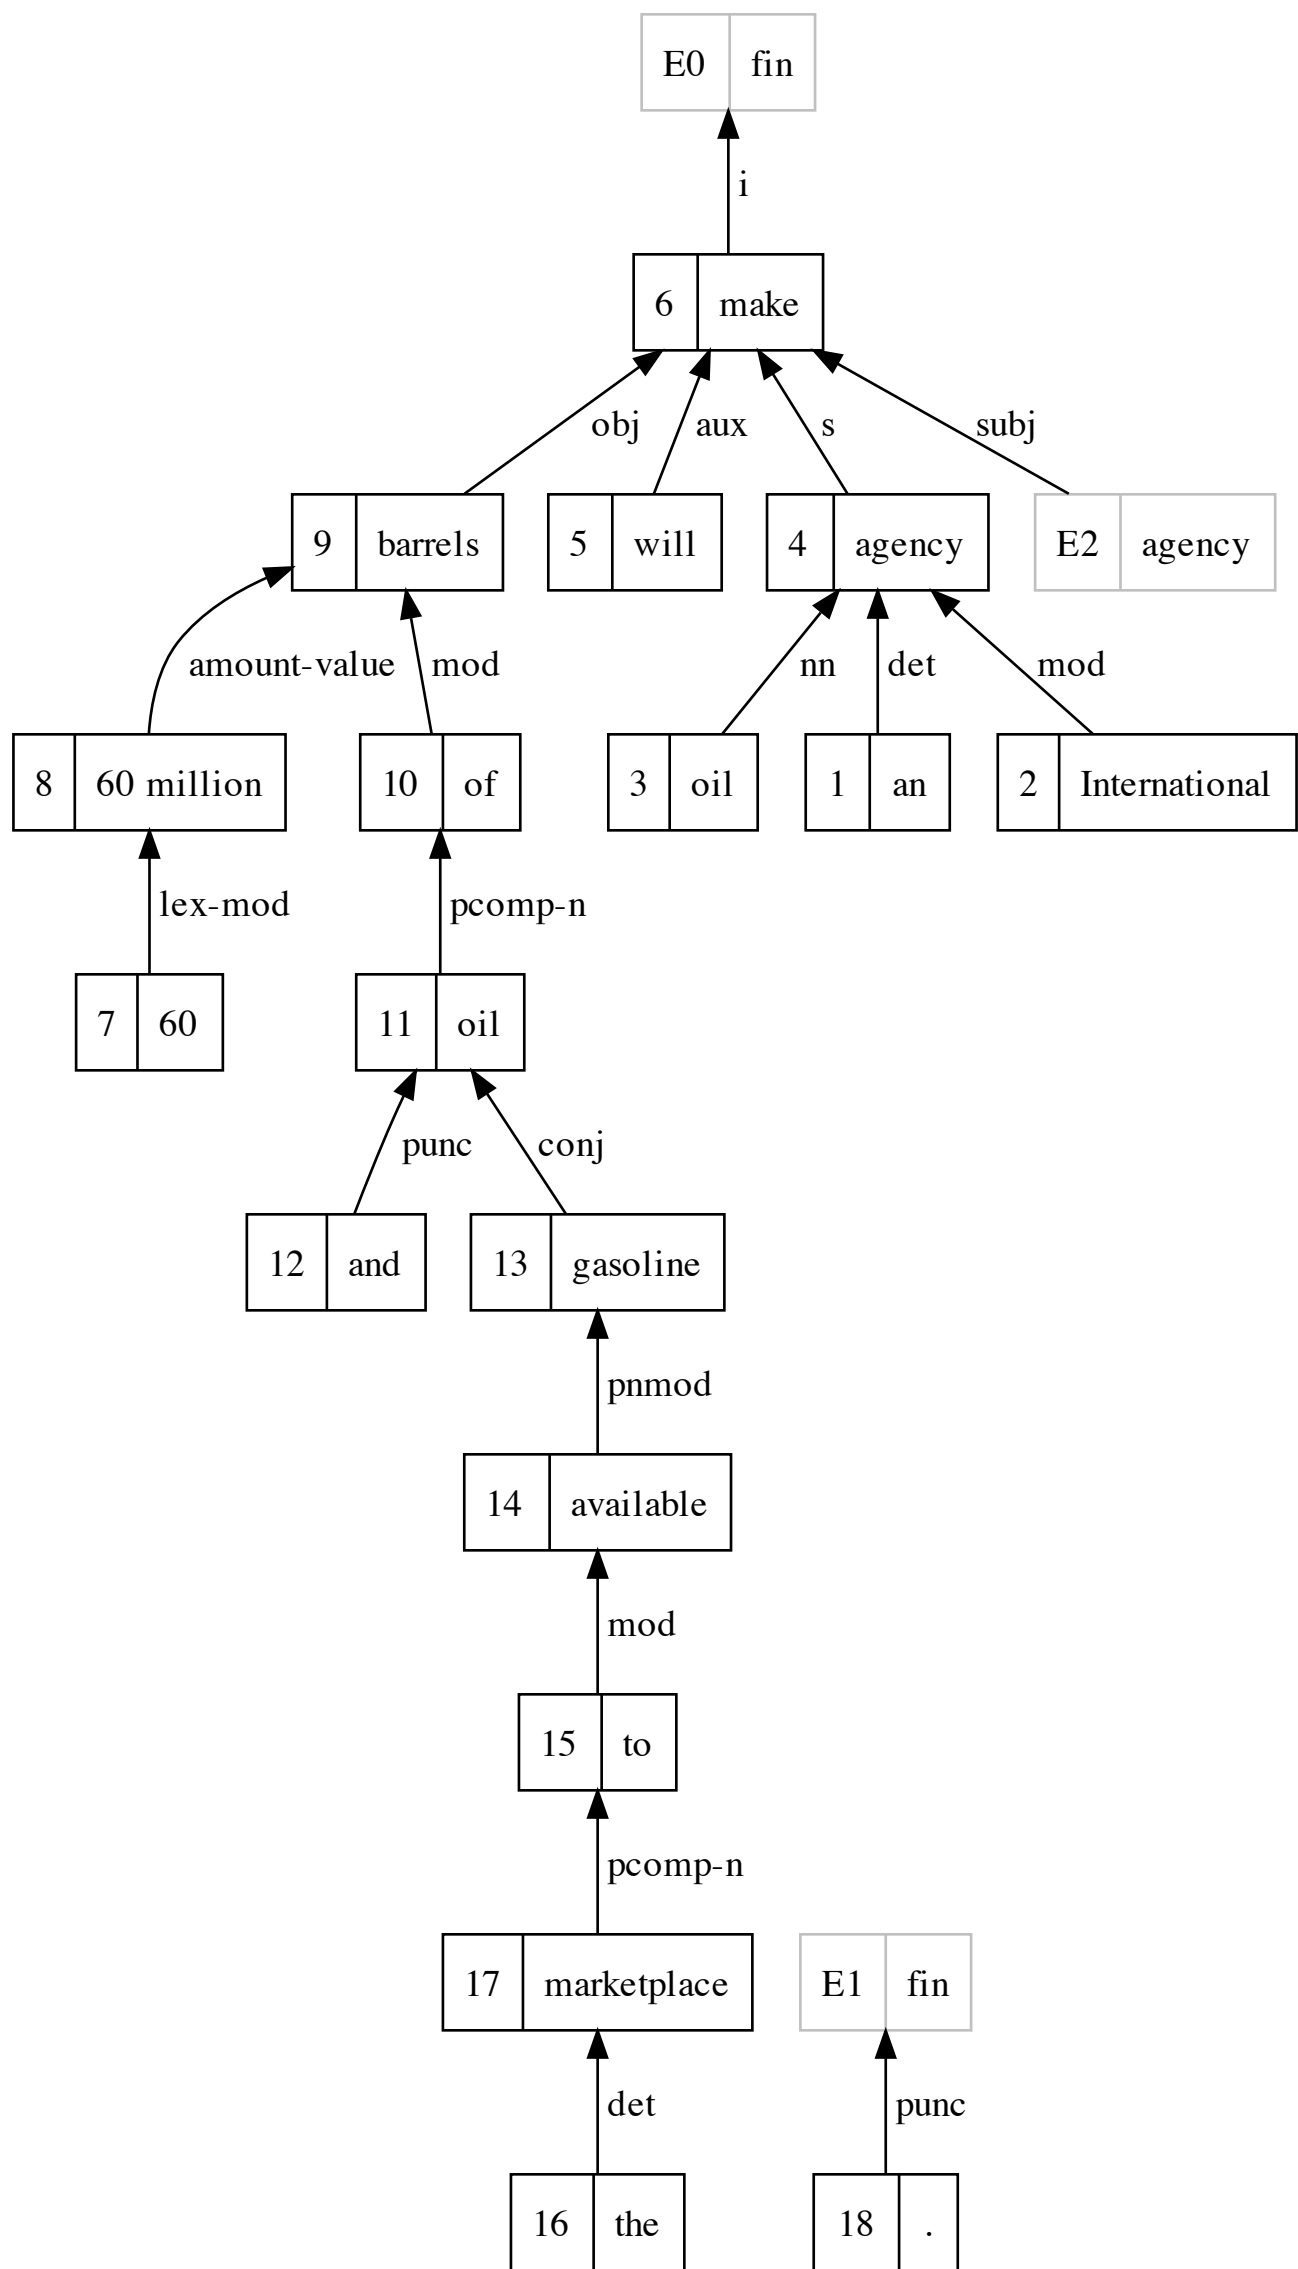 E0 fin
i
6 make
obj aux s subj
9 barrels 5 will 4 agency E2 agency
amount-value mod nn det mod
8 60 million 10 of 3 oil 1 an 2 International
lex-mod pcomp-n
7 60 11 oil
punc conj
12 and 13 gasoline
pnmod
14 available
mod
15 to
pcomp-n
17 marketplace E1 fin
det punc
16 the 18 .